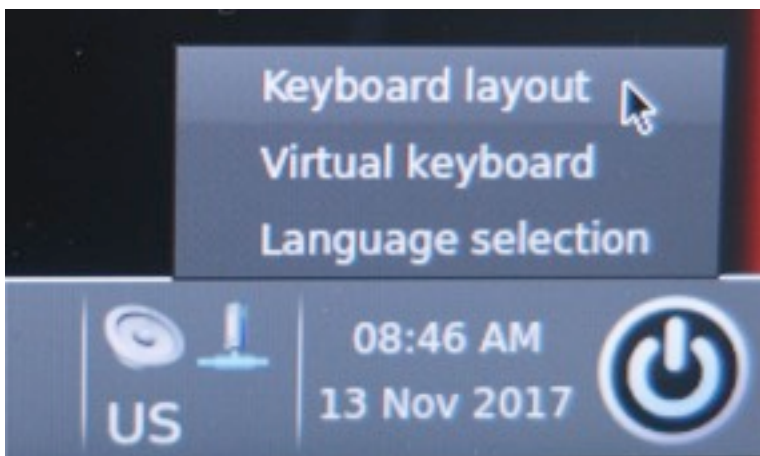 Keyboard layout
Virtual keyboard
Language selection
08:46 AM
US
13 Nov 2017